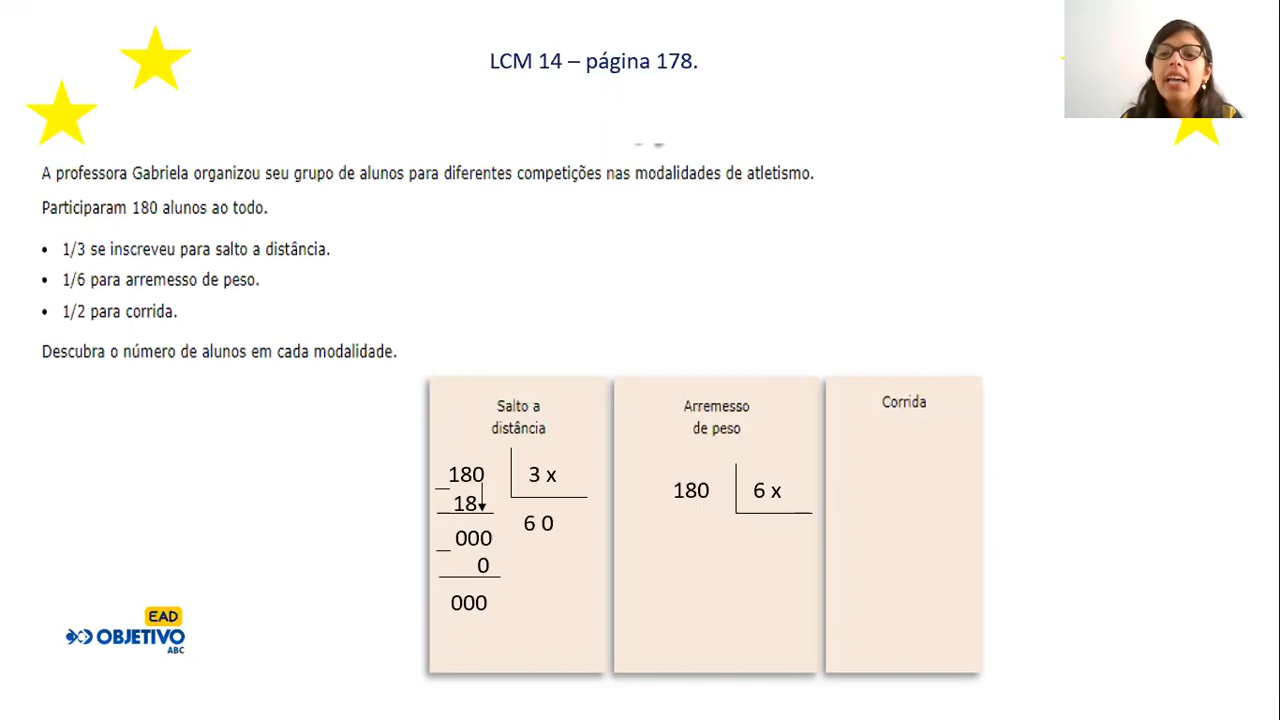 LCM 14 – página 178.
A professora Gabriela organizou seu grupo de alunos para diferentes competições nas modalidades de atletismo.
Participaram 180 alunos ao todo.
• 1/3 se inscreveu para salto a distância.
• 1/6 para arremesso de peso.
• 1/2 para corrida.
Descubra o número de alunos em cada modalidade.
Salto a
distância
180 3 x
_18
6 0
_000
0
000
Arremesso
de peso
180 6 x
Corrida
EAD
OBJETIVO
ABC